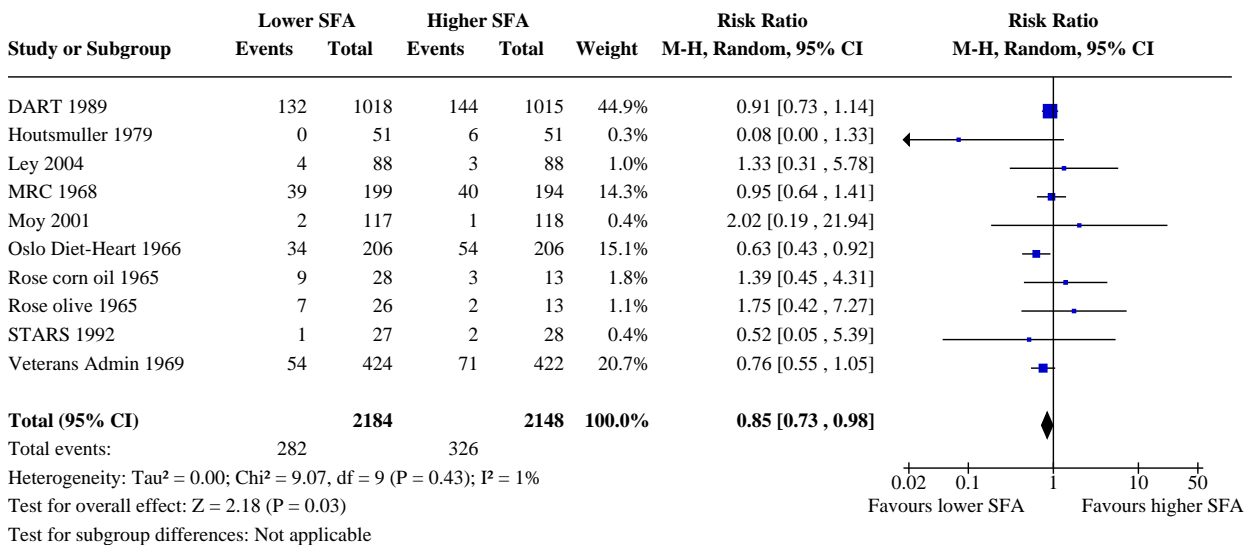 Lower SFA Higher SFA Risk Ratio Risk Ratio
Study or Subgroup Events Total Events Total Weight M-H, Random, 95% CI M-H, Random, 95% CI
DART 1989 132 1018 144 1015 44.9% 0.91 [0.73 , 1.14]
Houtsmuller 1979 0 51 6 51 0.3% 0.08 [0.00 , 1.33]
Ley 2004 4 88 3 88 1.0% 1.33 [0.31 , 5.78]
MRC 1968 39 199 40 194 14.3% 0.95 [0.64 , 1.41]
Moy 2001 2 117 1 118 0.4% 2.02 [0.19 , 21.94]
Oslo Diet-Heart 1966 34 206 54 206 15.1% 0.63 [0.43 , 0.92]
Rose corn oil 1965 9 28 3 13 1.8% 1.39 [0.45 , 4.31]
Rose olive 1965 7 26 2 13 1.1% 1.75 [0.42 , 7.27]
STARS 1992 1 27 2 28 0.4% 0.52 [0.05 , 5.39]
Veterans Admin 1969 54 424 71 422 20.7% 0.76 [0.55 , 1.05]
Total (95% CI) 2184 2148 100.0% 0.85 [0.73 , 0.98]
Total events: 282 326
Heterogeneity: Tau² = 0.00; Chi² = 9.07, df = 9 (P = 0.43); I² = 1%
0.02 0.1 1 10 50
Test for overall effect: Z = 2.18 (P = 0.03)
Favours lower SFA Favours higher SFA
Test for subgroup differences: Not applicable